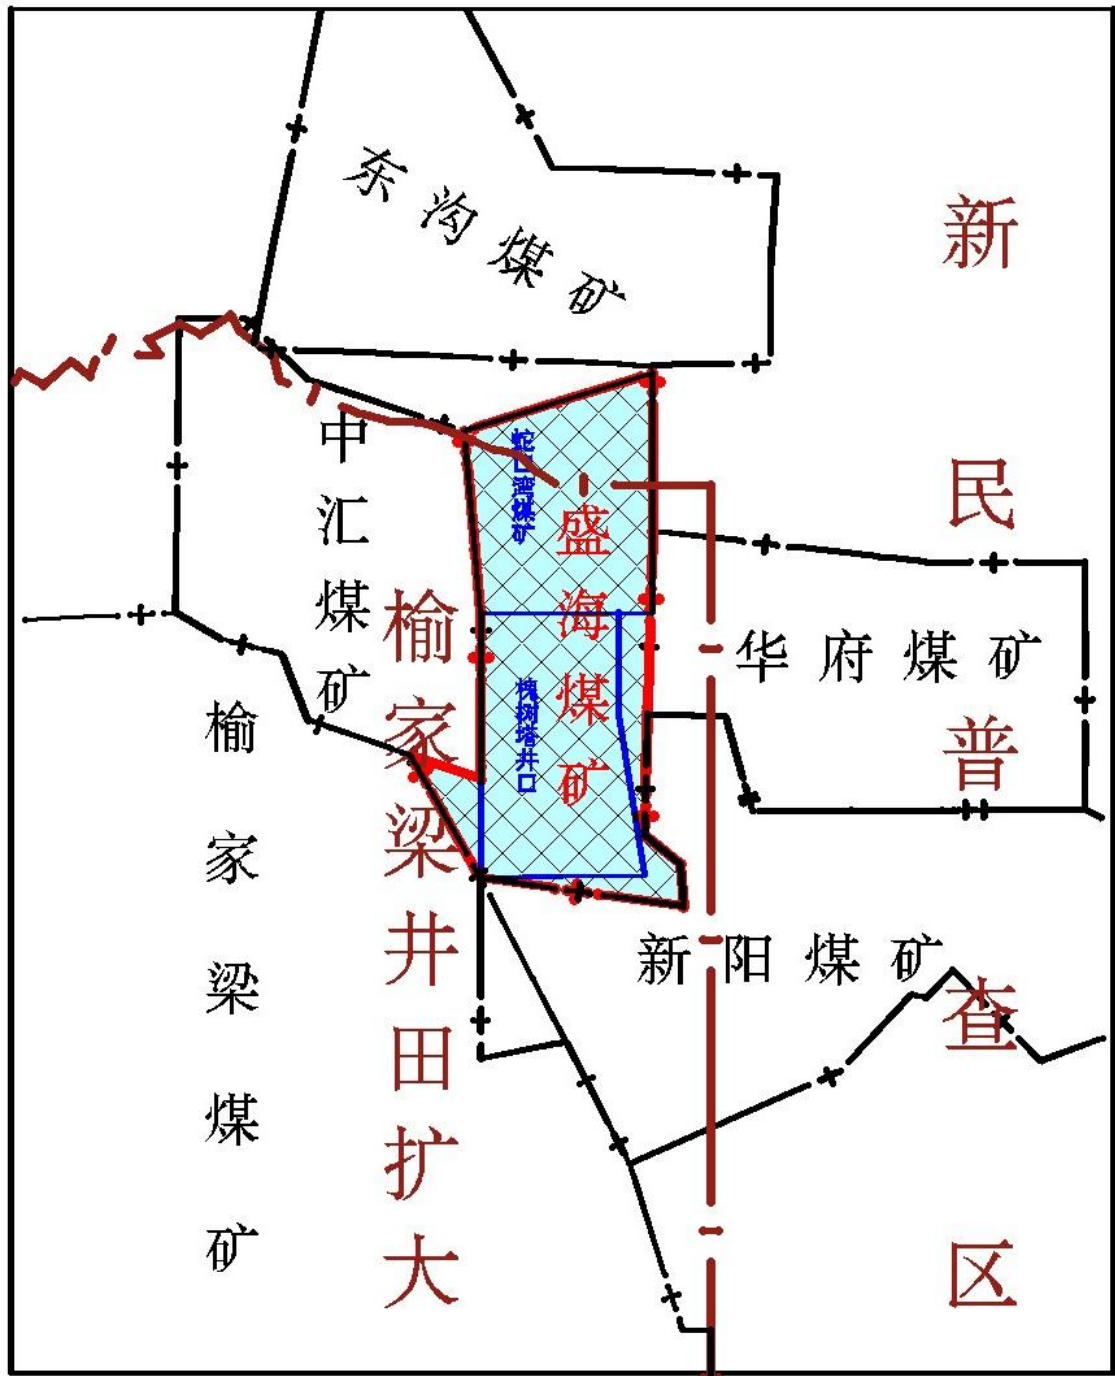 东沟煤矿
新民普查区
中汇煤矿
蛇口湾煤矿
盛海煤矿
槐树塔井口
华府煤矿
榆家梁井田扩大
榆家梁煤矿
新阳煤矿